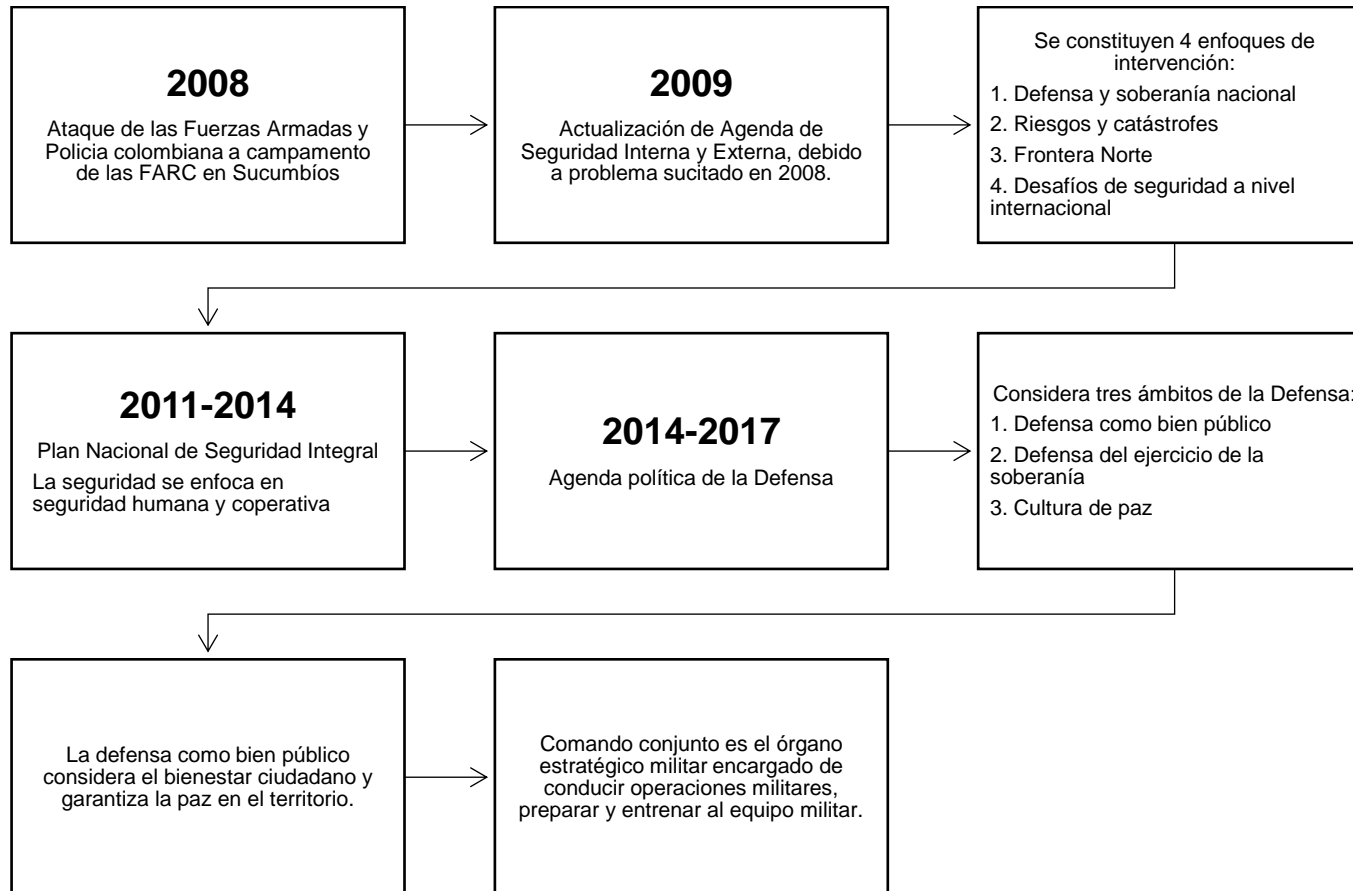 2008
Ataque de las Fuerzas Armadas y
Policia colombiana a campamento
de las FARC en Sucumbíos
2009
Actualización de Agenda de
Seguridad Interna y Externa, debido
a problema sucitado en 2008.
Se constituyen 4 enfoques de
intervención:
1. Defensa y soberanía nacional
2. Riesgos y catástrofes
3. Frontera Norte
4. Desafíos de seguridad a nivel
internacional
2011-2014
Plan Nacional de Seguridad Integral
La seguridad se enfoca en
seguridad humana y coperativa
2014-2017
Agenda política de la Defensa
Considera tres ámbitos de la Defensa:
1. Defensa como bien público
2. Defensa del ejercicio de la
soberanía
3. Cultura de paz
La defensa como bien público
considera el bienestar ciudadano y
garantiza la paz en el territorio.
Comando conjunto es el órgano
estratégico militar encargado de
conducir operaciones militares,
preparar y entrenar al equipo militar.